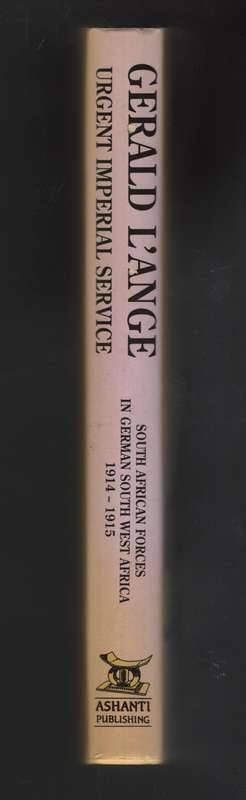 GERALD L'ANGE
URGENT IMPERIAL SERVICE
SOUTH AFRICAN FORCES
IN GERMAN SOUTH WEST AFRICA
1914 – 1915
ASHANTI
PUBLISHING